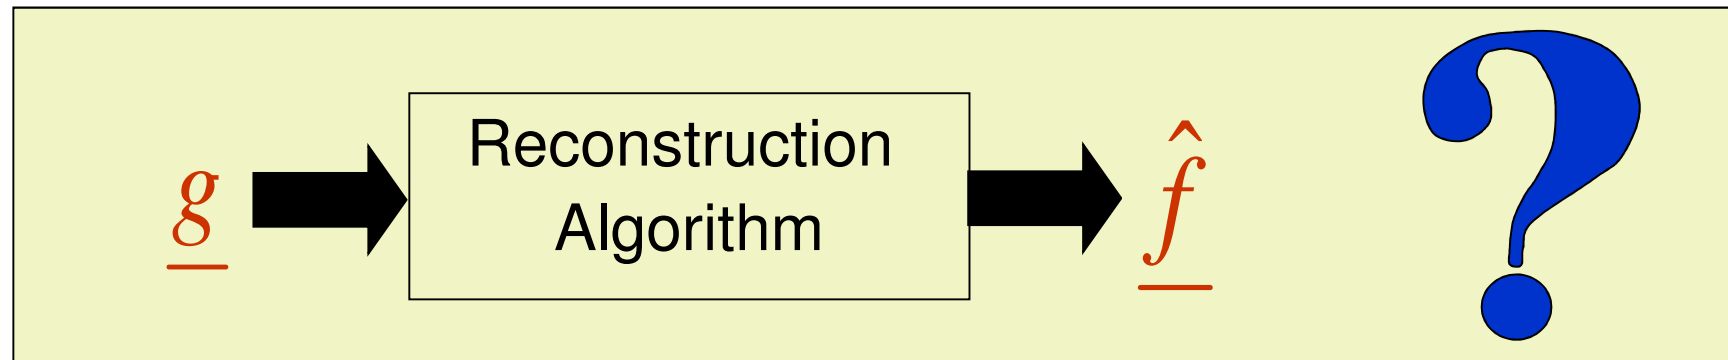 g
Reconstruction
Algorithm
f̂
?